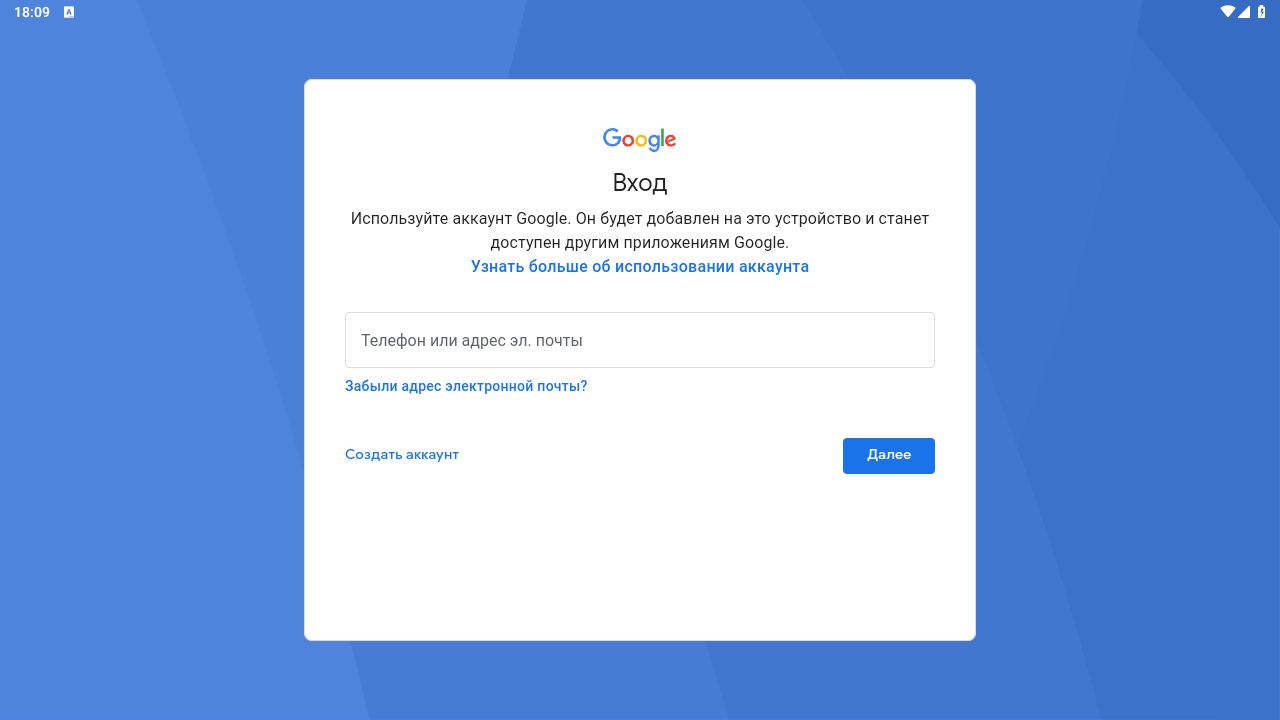 18:09
Google
Вход
Используйте аккаунт Google. Он будет добавлен на это устройство и станет
доступен другим приложениям Google.
Узнать больше об использовании аккаунта
Телефон или адрес эл. почты
Забыли адрес электронной почты?
Создать аккаунт
Далее